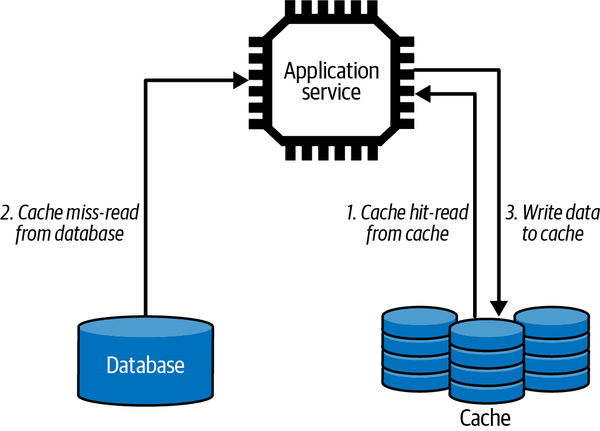 Application
service
2. Cache miss-read
from database
1. Cache hit-read
from cache
3. Write data
to cache
Database
Cache